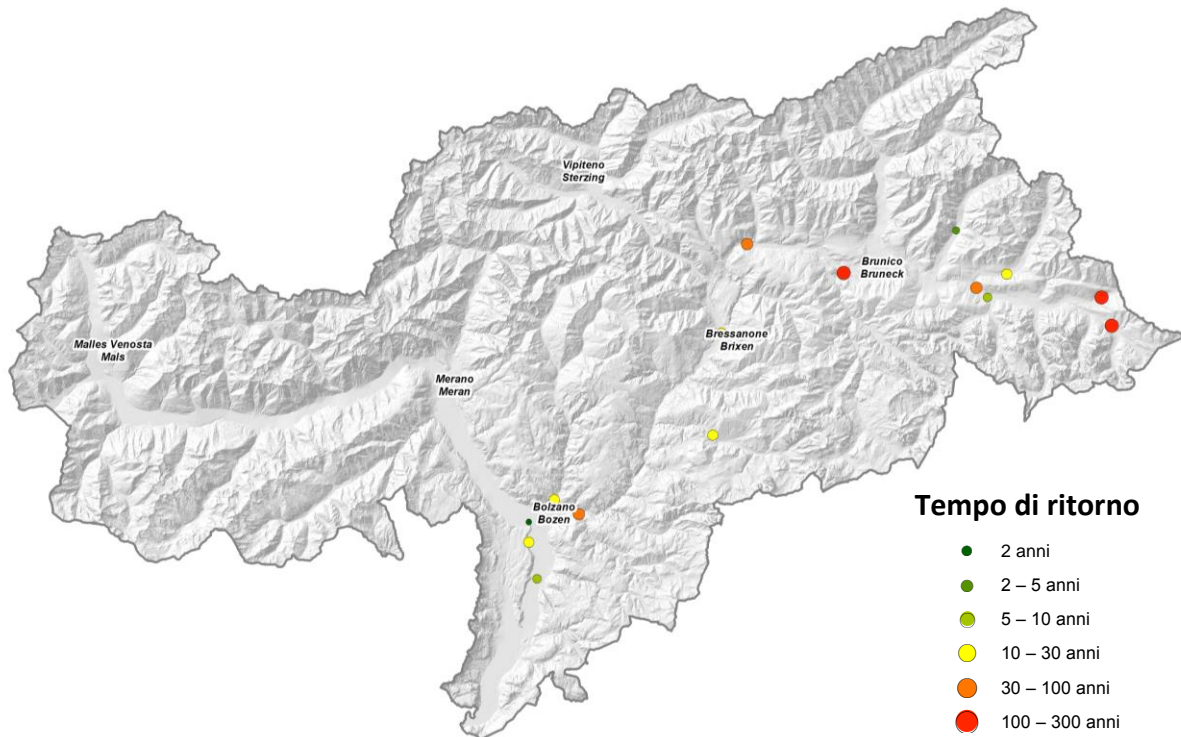 Vipiteno
Sterzing
Brunico
Bruneck
Bressanone
Brixen
Malles Venosta
Mals
Merano
Meran
Bolzano
Bozen
Tempo di ritorno
2 anni
2 – 5 anni
5 – 10 anni
10 – 30 anni
30 – 100 anni
100 – 300 anni